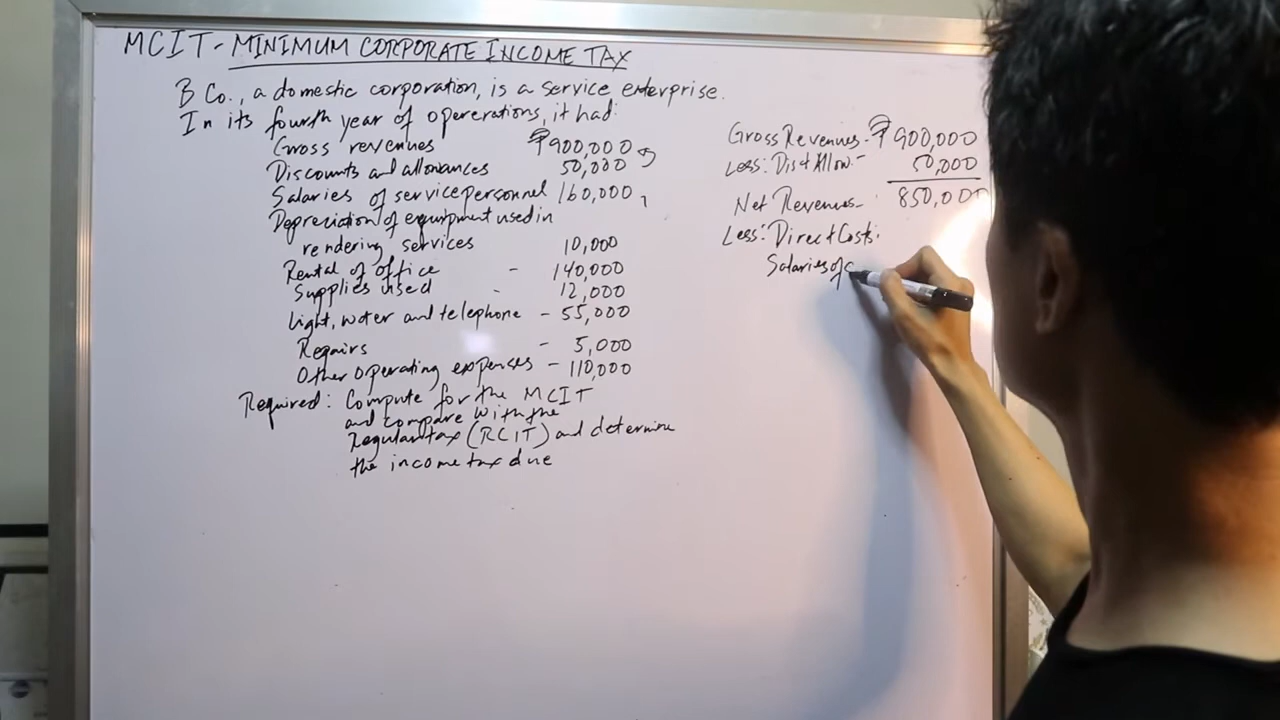 MCIT - MINIMUM CORPORATE INCOME TAX
B Co., a domestic corporation, is a service enterprise.
In its fourth year of opererations, it had:
Gross revenues ₱900,000
Discounts and allowances 50,000
Salaries of service personnel 160,000
Depreciation of equipment used in
rendering services 10,000
Rental of office - 140,000
Supplies used - 12,000
Light, water and telephone - 55,000
Repairs - 5,000
Other operating expenses - 110,000
Required: Compute for the MCIT
and compare with the
Regular tax (RCIT) and determine
the income tax due
Gross Revenues - ₱900,000
Less: Dis & Allow. - 50,000
Net Revenues - 850,000
Less: Direct Costs:
Salaries of